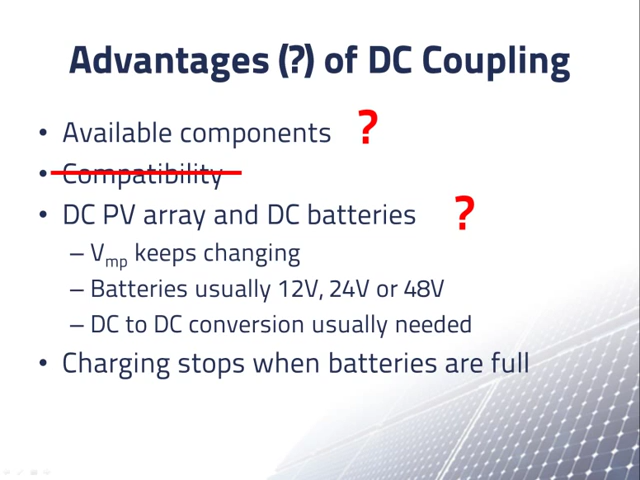 Advantages (?) of DC Coupling
• Available components ?
• Compatibility
• DC PV array and DC batteries ?
– Vmp keeps changing
– Batteries usually 12V, 24V or 48V
– DC to DC conversion usually needed
• Charging stops when batteries are full